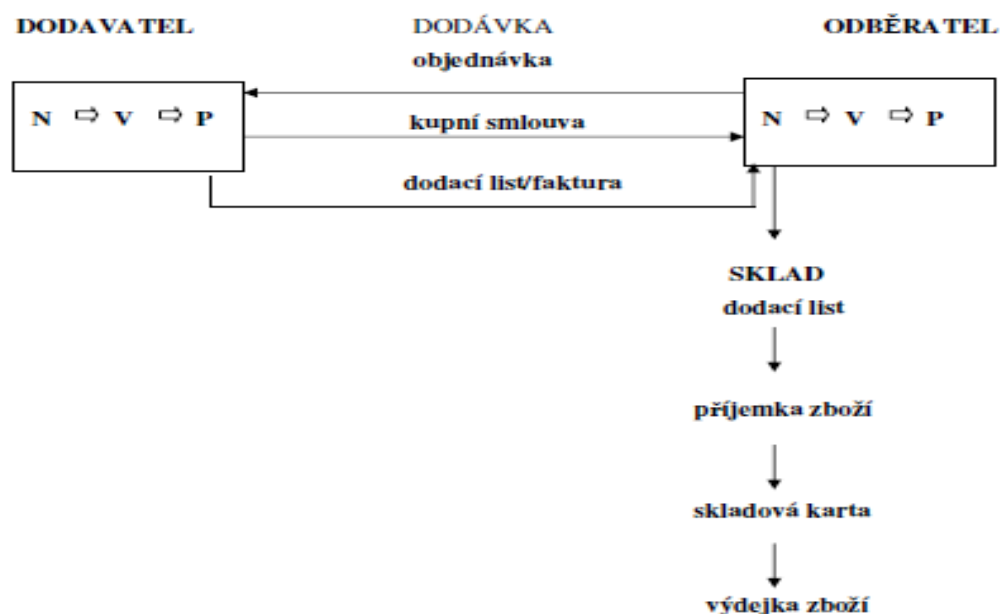 DODAVATEL DODÁVKA ODBĚRATEL
objednávka
N ⇨ V ⇨ P
kupní smlouva
N ⇨ V ⇨ P
dodací list/faktura
SKLAD
dodací list
příjemka zboží
skladová karta
výdejka zboží